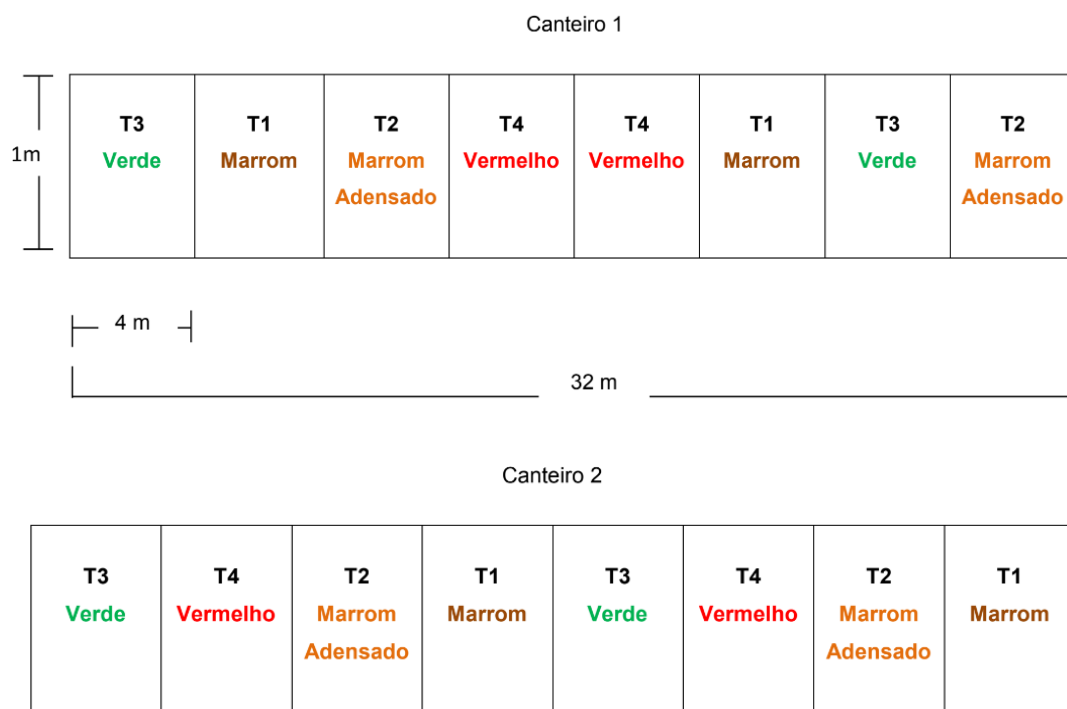 Canteiro 1
T3 T1 T2 T4 T4 T1 T3 T2
1m Verde Marrom Marrom Vermelho Vermelho Marrom Verde Marrom
Adensado Adensado
4 m
32 m
Canteiro 2
T3 T4 T2 T1 T3 T4 T2 T1
Verde Vermelho Marrom Marrom Verde Vermelho Marrom Marrom
Adensado Adensado